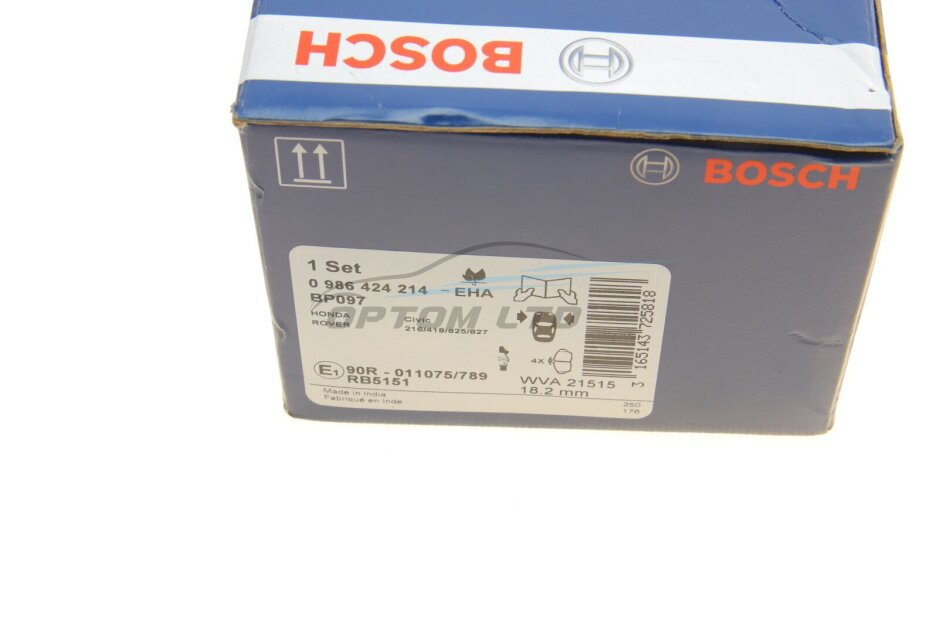 BOSCH
BOSCH
1 Set
0 986 424 214 - EHA
BP097
HONDA Civic
ROVER 216/418/825/827
OPTOM LTD
4X
E1 90R - 011075/789
RB5151
WVA 21515
18.2 mm
Made in India
Fabriqué en Inde
250
176
3 165143 725818